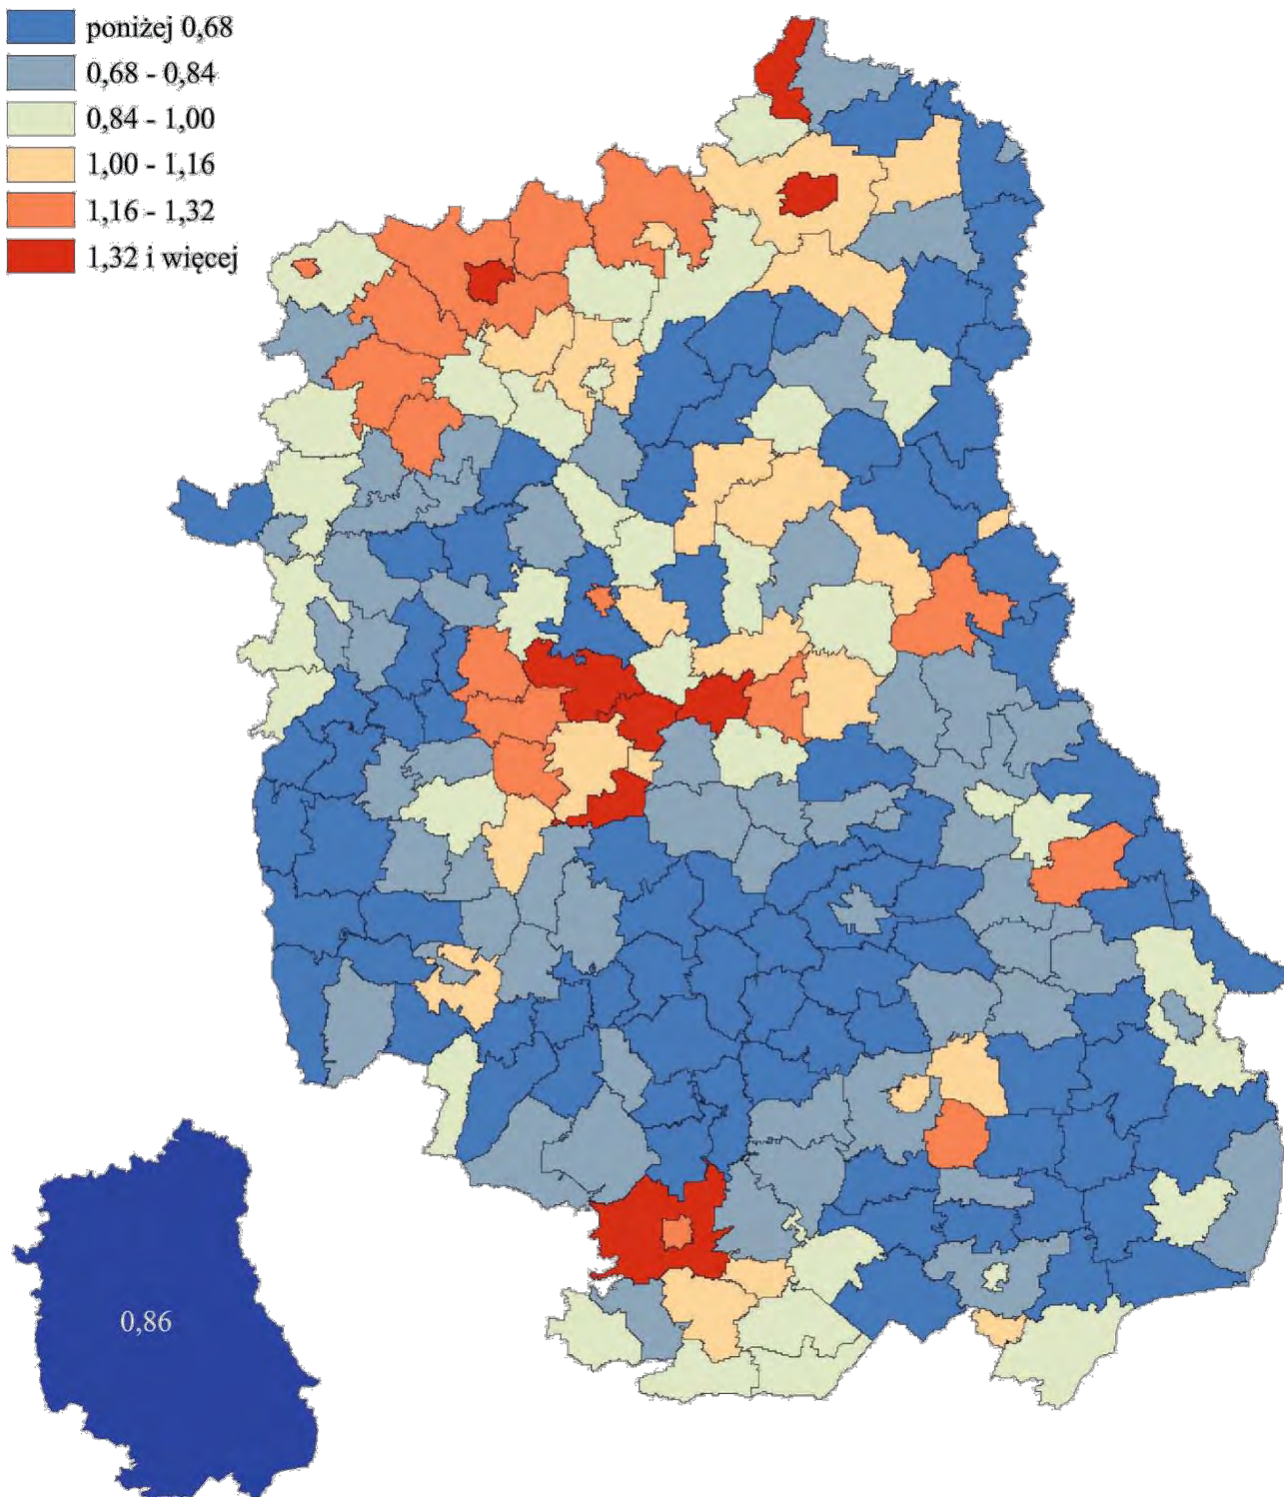 poniżej 0,68
0,68 - 0,84
0,84 - 1,00
1,00 - 1,16
1,16 - 1,32
1,32 i więcej
0,86